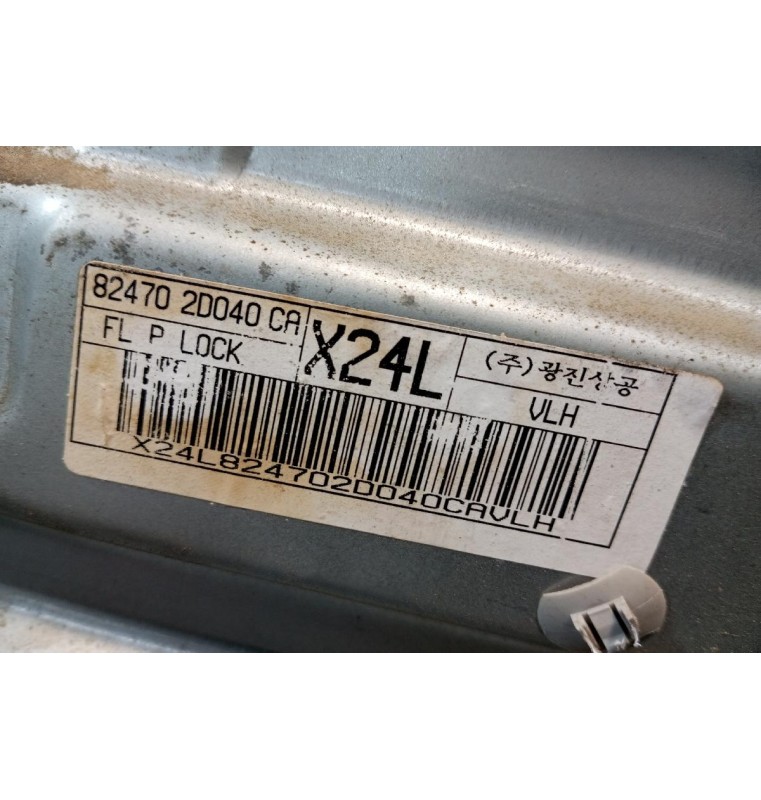 82470 2D040 CA
FL P LOCK
X24L
(주)광진상공
VLH
X24L824702D040CAVLH